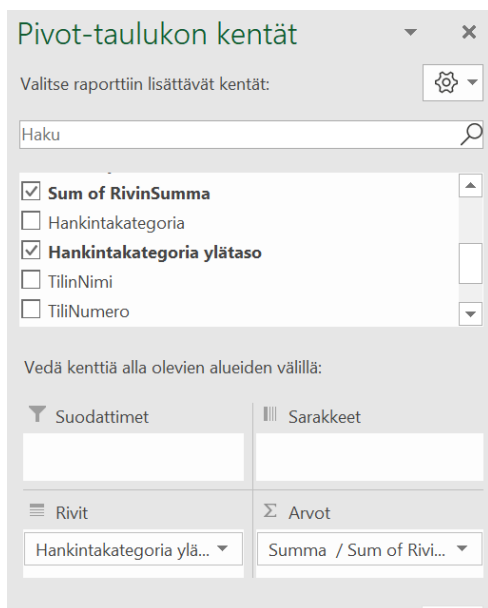 Pivot-taulukon kentät
Valitse raporttiin lisättävät kentät:
Haku
Sum of RivinSumma
Hankintakategoria
Hankintakategoria ylätaso
TilinNimi
TiliNumero
Vedä kenttiä alla olevien alueiden välillä:
Suodattimet
Sarakkeet
Rivit
Σ Arvot
Hankintakategoria ylä...
Summa / Sum of Rivi...